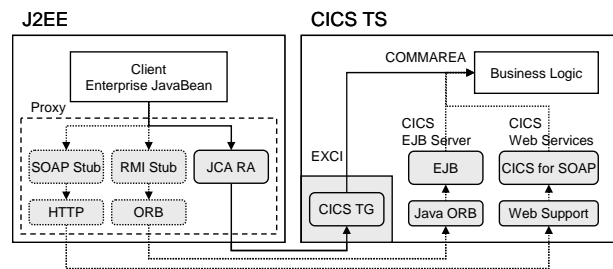 J2EE
CICS TS
Client
Enterprise JavaBean
COMMAREA
Business Logic
Proxy
CICS
EJB Server
CICS
Web Services
EXCI
SOAP Stub
RMI Stub
JCA RA
EJB
CICS for SOAP
HTTP
ORB
CICS TG
Java ORB
Web Support